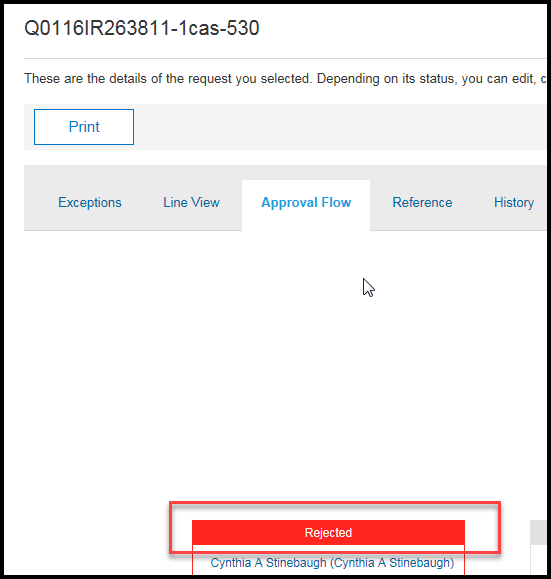 Q0116IR263811-1cas-530
These are the details of the request you selected. Depending on its status, you can edit, c
Print
Exceptions Line View Approval Flow Reference History
Rejected
Cynthia A Stinebaugh (Cynthia A Stinebaugh)